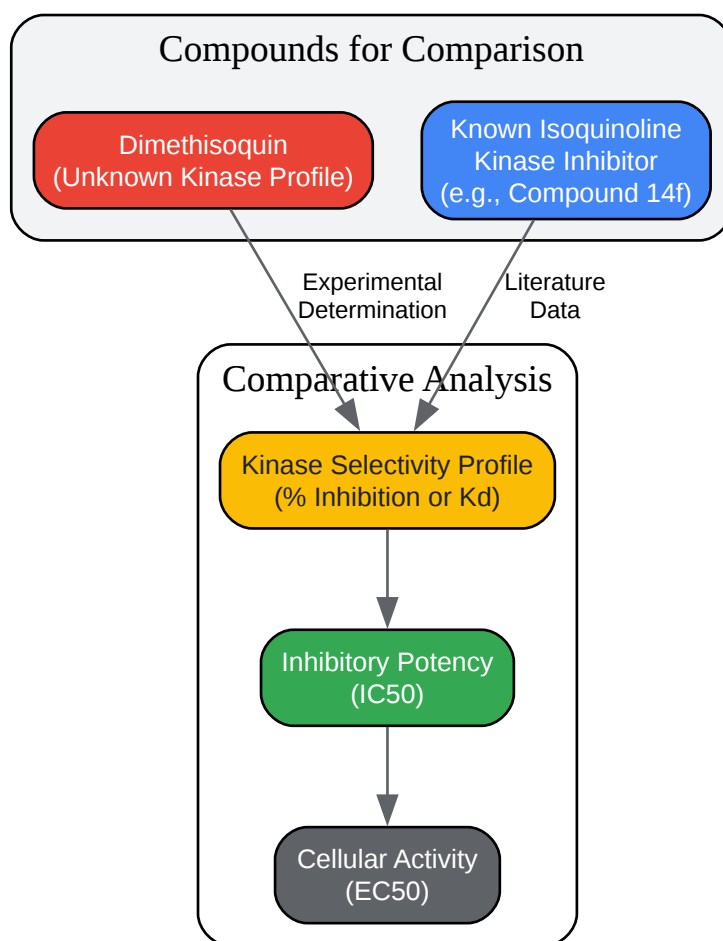 Compounds for Comparison
Dimethisoquin
(Unknown Kinase Profile)
Known Isoquinoline
Kinase Inhibitor
(e.g., Compound 14f)
Experimental
Determination
Literature
Data
Comparative Analysis
Kinase Selectivity Profile
(% Inhibition or Kd)
Inhibitory Potency
(IC50)
Cellular Activity
(EC50)